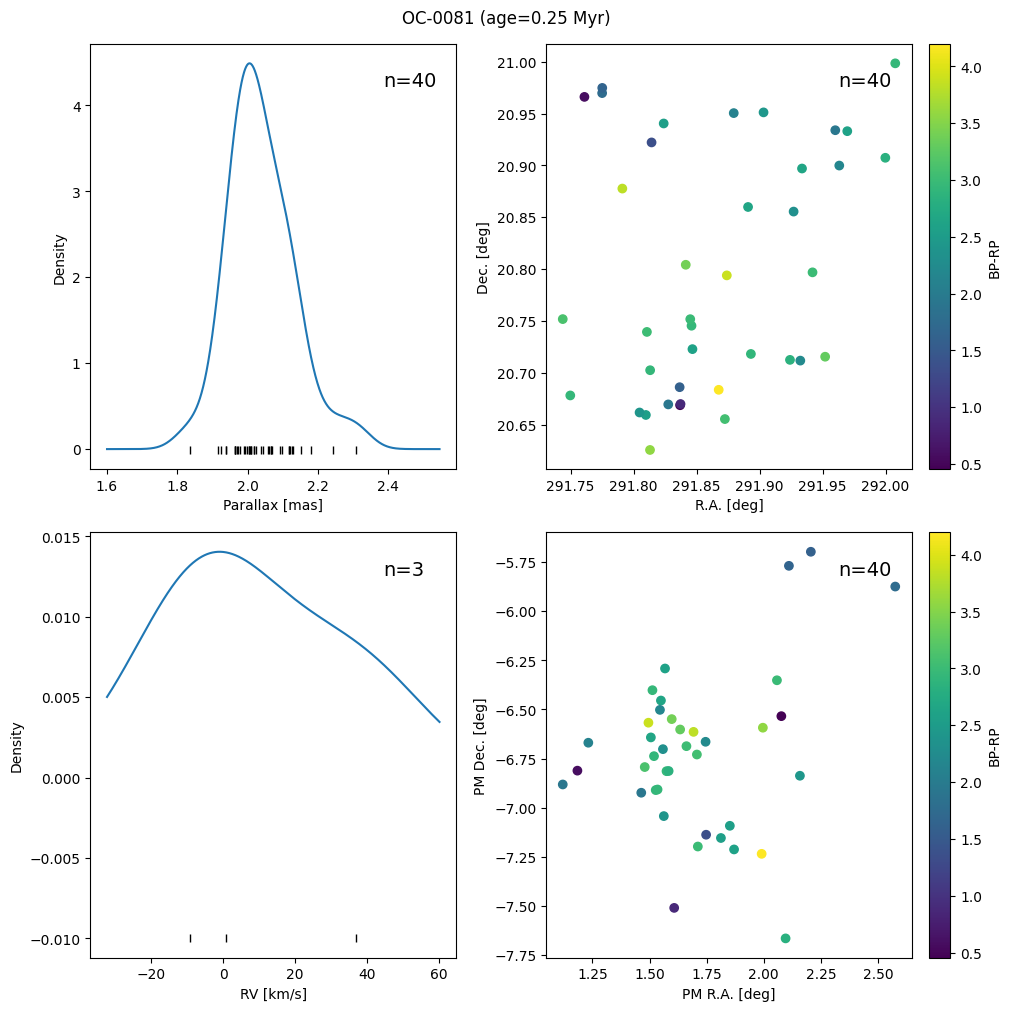 OC-0081 (age=0.25 Myr)
n=40
Density
4
3
2
1
0
1.6 1.8 2.0 2.2 2.4
Parallax [mas]
n=40
Dec. [deg]
21.00
20.95
20.90
20.85
20.80
20.75
20.70
20.65
291.75 291.80 291.85 291.90 291.95 292.00
R.A. [deg]
4.0
3.5
3.0
2.5
2.0
1.5
1.0
0.5
BP-RP
n=3
Density
0.015
0.010
0.005
0.000
−0.005
−0.010
−20 0 20 40 60
RV [km/s]
n=40
PM Dec. [deg]
−5.75
−6.00
−6.25
−6.50
−6.75
−7.00
−7.25
−7.50
−7.75
1.25 1.50 1.75 2.00 2.25 2.50
PM R.A. [deg]
4.0
3.5
3.0
2.5
2.0
1.5
1.0
0.5
BP-RP